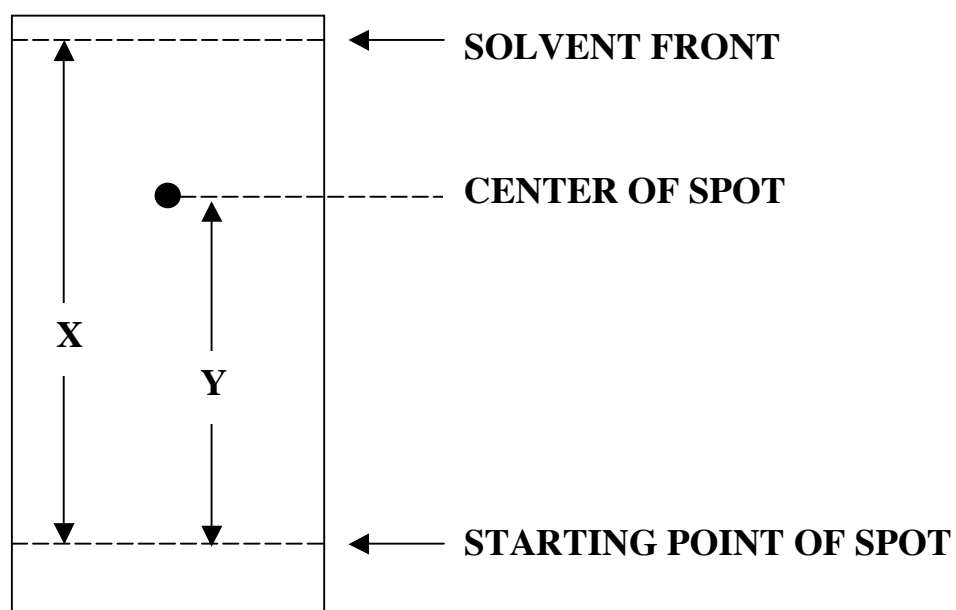 SOLVENT FRONT
CENTER OF SPOT
X
Y
STARTING POINT OF SPOT